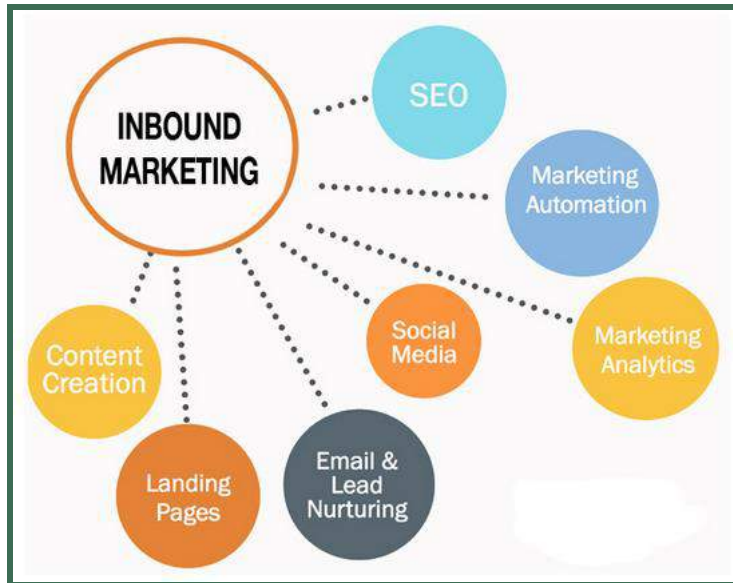 INBOUND
MARKETING
SEO
Marketing
Automation
Marketing
Analytics
Social
Media
Email &
Lead
Nurturing
Landing
Pages
Content
Creation